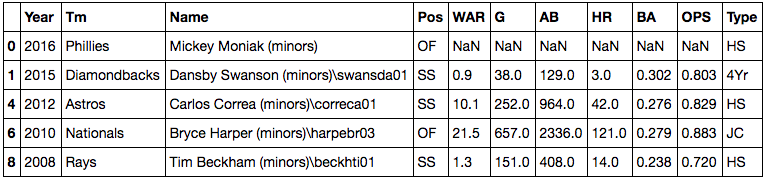 Year Tm Name Pos WAR G AB HR BA OPS Type
0 2016 Phillies Mickey Moniak (minors) OF NaN NaN NaN NaN NaN NaN HS
1 2015 Diamondbacks Dansby Swanson (minors)\swansda01 SS 0.9 38.0 129.0 3.0 0.302 0.803 4Yr
4 2012 Astros Carlos Correa (minors)\correca01 SS 10.1 252.0 964.0 42.0 0.276 0.829 HS
6 2010 Nationals Bryce Harper (minors)\harpebr03 OF 21.5 657.0 2336.0 121.0 0.279 0.883 JC
8 2008 Rays Tim Beckham (minors)\beckhti01 SS 1.3 151.0 408.0 14.0 0.238 0.720 HS